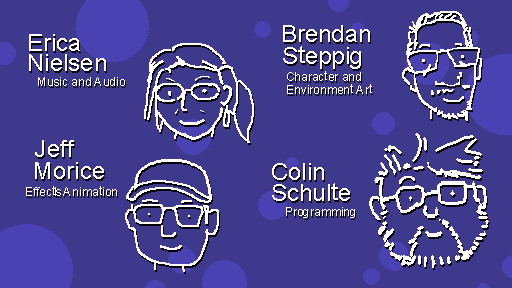 Erica
Nielsen
Music and Audio
Brendan
Steppig
Character and
Environment Art
Jeff
Morice
Effects Animation
Colin
Schulte
Programming